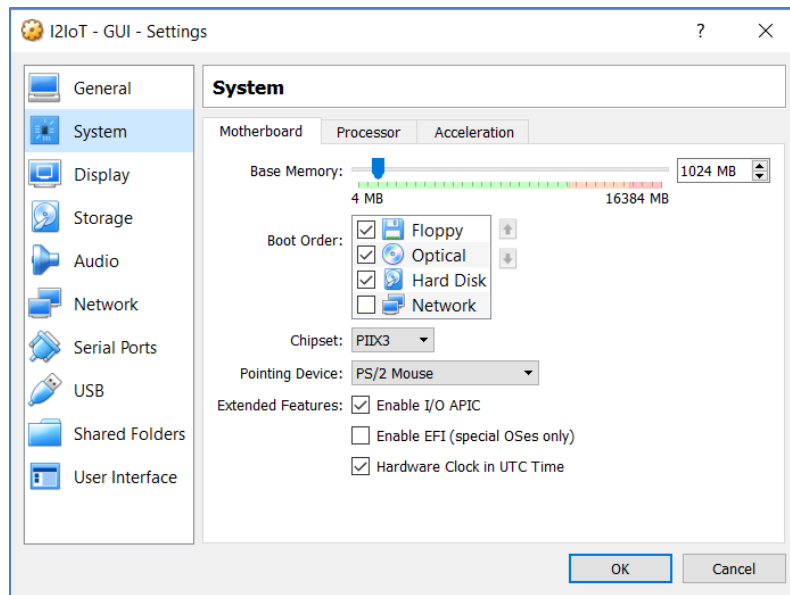 I2IoT - GUI - Settings
?
General
System
Display
Storage
Audio
Network
Serial Ports
USB
Shared Folders
User Interface
System
Motherboard Processor Acceleration
Base Memory: 1024 MB
4 MB 16384 MB
Boot Order:
Floppy
Optical
Hard Disk
Network
Chipset: PIIX3
Pointing Device: PS/2 Mouse
Extended Features: Enable I/O APIC
Enable EFI (special OSes only)
Hardware Clock in UTC Time
OK Cancel